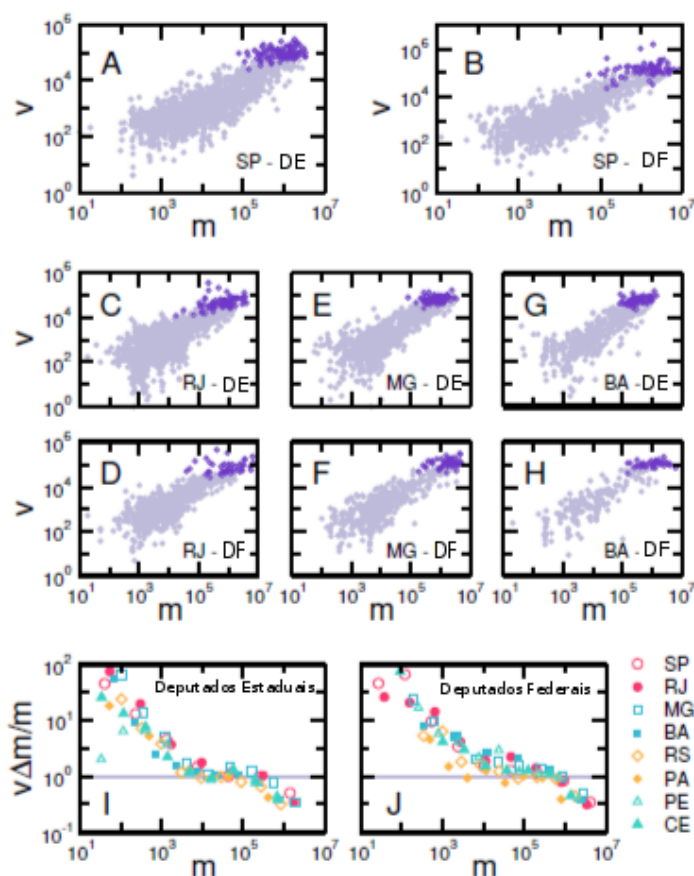 A
B
v
10^6
10^4
10^2
10^0
SP - DE
10^1 10^3 10^5 10^7
m
10^6
10^4
10^2
10^0
SP - DF
10^1 10^3 10^5 10^7
m
C
E
G
v
10^6
10^4
10^2
10^0
RJ - DE
MG - DE
BA - DE
D
F
H
v
10^6
10^4
10^2
10^0
RJ - DF
MG - DF
BA - DF
10^1 10^3 10^5 10^7
10^1 10^3 10^5 10^7
10^1 10^3 10^5 10^7
m
m
m
vΔm/m
10^2
10^1
10^0
10^-1
Deputados Estaduais
Deputados Federais
I
J
10^1 10^3 10^5 10^7
10^1 10^3 10^5 10^7
m
m
SP
RJ
MG
BA
RS
PA
PE
CE